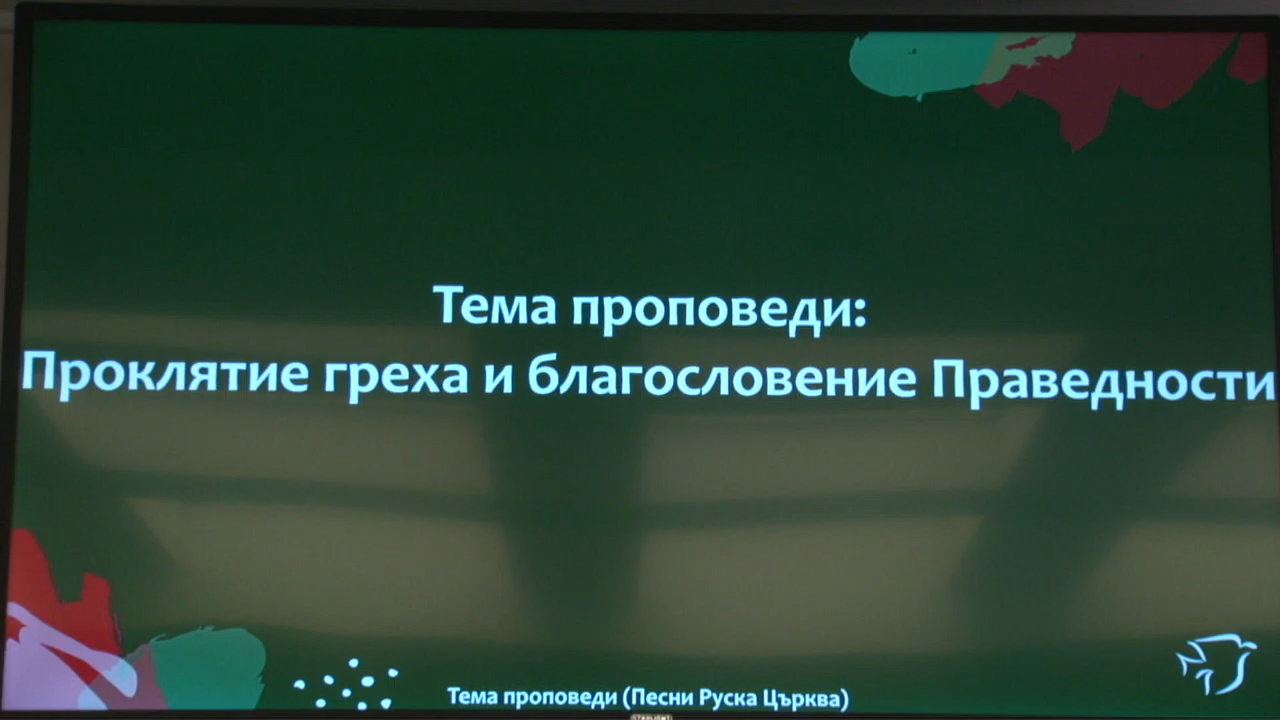 Тема проповеди:
Проклятие греха и благословение Праведности
Тема проповеди (Песни Руска Църква)